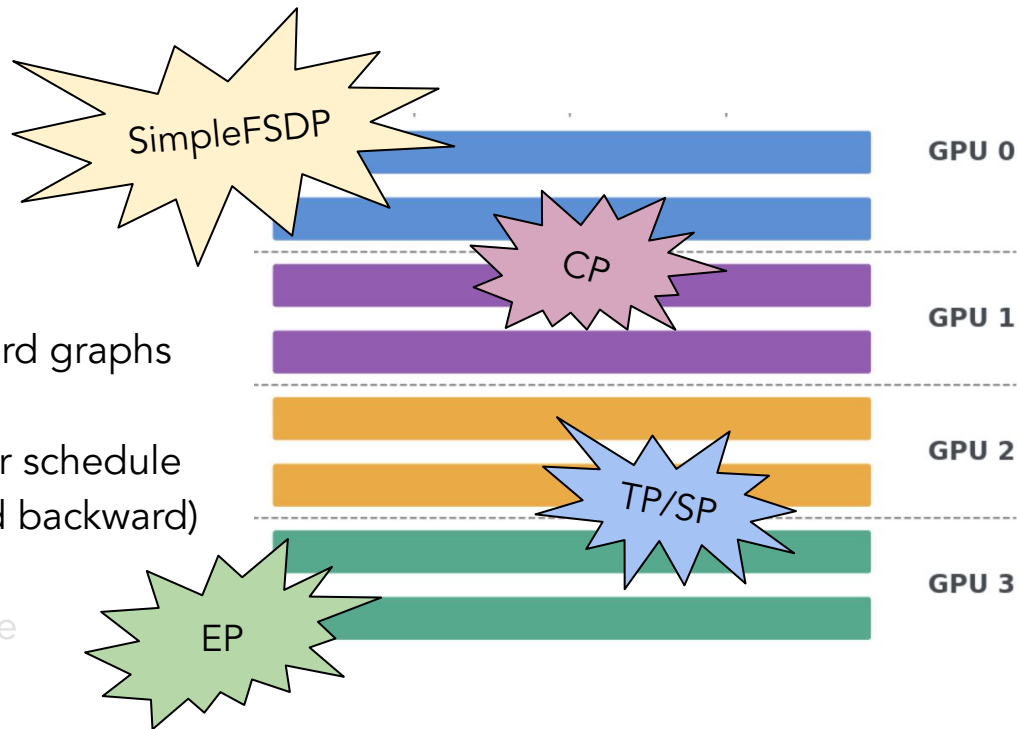 SimpleFSDP
GPU 0
CP
GPU 1
rd graphs
GPU 2
r schedule
TP/SP
d backward)
GPU 3
e
EP